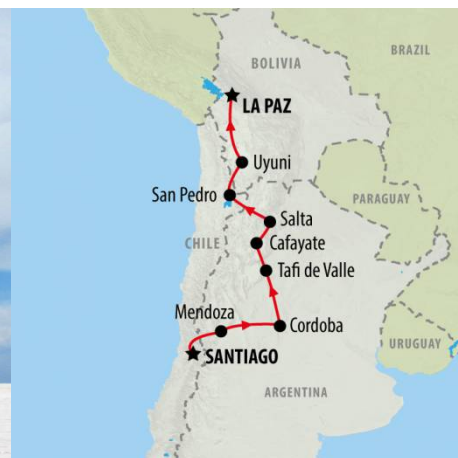 BRAZIL
BOLIVIA
LA PAZ
Uyuni
PARAGUAY
San Pedro
Salta
CHILE
Cafayate
Tafi de Valle
Mendoza
Cordoba
URUGUAY
SANTIAGO
ARGENTINA